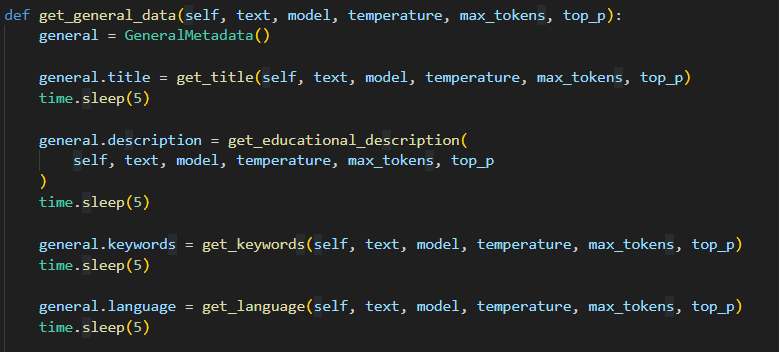 def get_general_data(self, text, model, temperature, max_tokens, top_p):
    general = GeneralMetadata()

    general.title = get_title(self, text, model, temperature, max_tokens, top_p)
    time.sleep(5)

    general.description = get_educational_description(
        self, text, model, temperature, max_tokens, top_p
    )
    time.sleep(5)

    general.keywords = get_keywords(self, text, model, temperature, max_tokens, top_p)
    time.sleep(5)

    general.language = get_language(self, text, model, temperature, max_tokens, top_p)
    time.sleep(5)